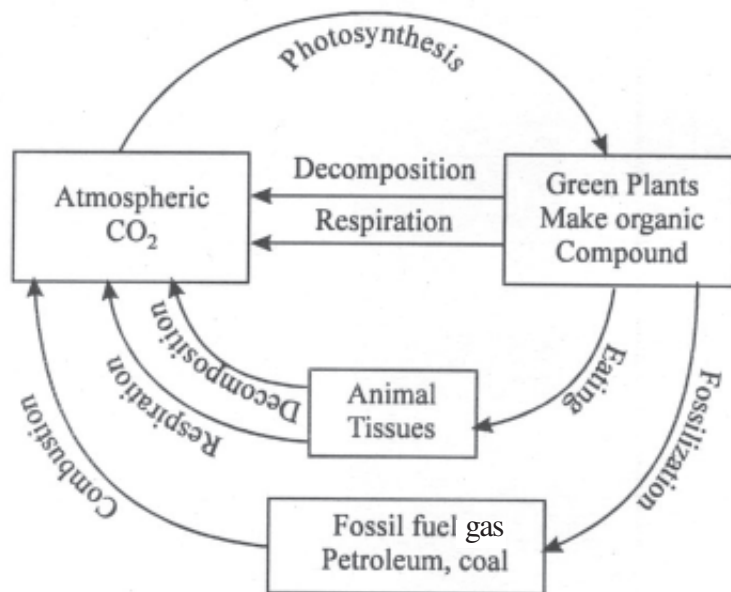 Photosynthesis
Atmospheric
CO₂
Decomposition
Respiration
Green Plants
Make organic
Compound
Decomposition
Respiration
Combustion
Animal
Tissues
Eating
Fossilization
Fossil fuel gas
Petroleum, coal